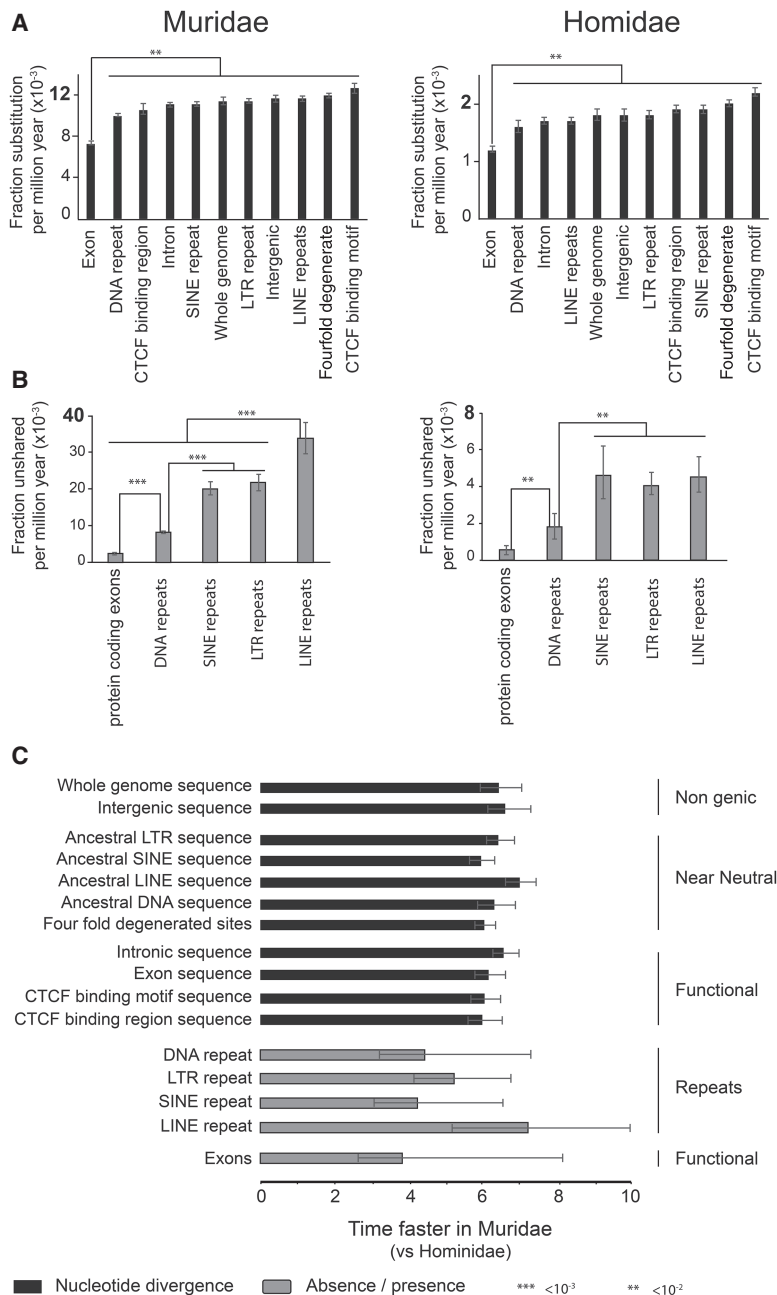 A
Muridae
Homidae
**
**
Fraction substitution
per million year (x10⁻³)
12
8
4
0
Exon
DNA repeat
CTCF binding region
Intron
SINE repeat
Whole genome
LTR repeat
Intergenic
LINE repeats
Fourfold degenerate
CTCF binding motif
Fraction substitution
per million year (x10⁻³)
2
1
0
Exon
DNA repeat
Intron
LINE repeats
Whole genome
Intergenic
LTR repeat
CTCF binding region
SINE repeat
Fourfold degenerate
CTCF binding motif
B
Fraction unshared
per million year (x10⁻³)
40
30
20
10
0
***
***
***
protein coding exons
DNA repeats
SINE repeats
LTR repeats
LINE repeats
Fraction unshared
per million year (x10⁻³)
8
6
4
2
0
**
**
protein coding exons
DNA repeats
SINE repeats
LTR repeats
LINE repeats
C
Whole genome sequence
Intergenic sequence
Non genic
Ancestral LTR sequence
Ancestral SINE sequence
Ancestral LINE sequence
Ancestral DNA sequence
Four fold degenerated sites
Near Neutral
Intronic sequence
Exon sequence
CTCF binding motif sequence
CTCF binding region sequence
Functional
DNA repeat
LTR repeat
SINE repeat
LINE repeat
Repeats
Exons
Functional
0 2 4 6 8 10
Time faster in Muridae
(vs Hominidae)
Nucleotide divergence Absence / presence *** <10⁻³ ** <10⁻²